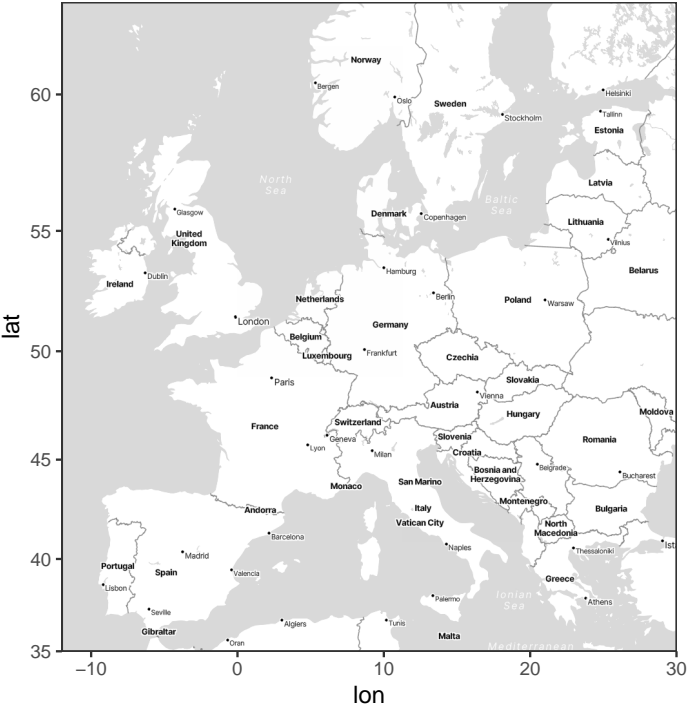 Norway
60
Bergen
Oslo
Helsinki
Sweden
Stockholm
Tallinn
Estonia
North
Sea
Latvia
Baltic
Sea
Glasgow
Denmark
Copenhagen
Lithuania
55
United
Kingdom
Vilnius
Hamburg
Dublin
Ireland
Belarus
Netherlands
Berlin
Poland
Warsaw
London
Germany
Belgium
50
Luxembourg
Frankfurt
Czechia
Paris
Slovakia
Vienna
Austria
Hungary
Moldova
France
Switzerland
Geneva
Slovenia
Romania
Lyon
Milan
Croatia
45
Bosnia and
Herzegovina
Belgrade
Bucharest
San Marino
Monaco
Montenegro
Andorra
Italy
Bulgaria
Vatican City
North
Macedonia
Barcelona
Ist
Naples
Thessaloniki
40
Madrid
Portugal
Spain
Valencia
Greece
Lisbon
Ionian
Sea
Palermo
Athens
Seville
Algiers
Tunis
Gibraltar
Malta
Oran
Mediterranean
35
−10
0
10
20
30
lon
lat